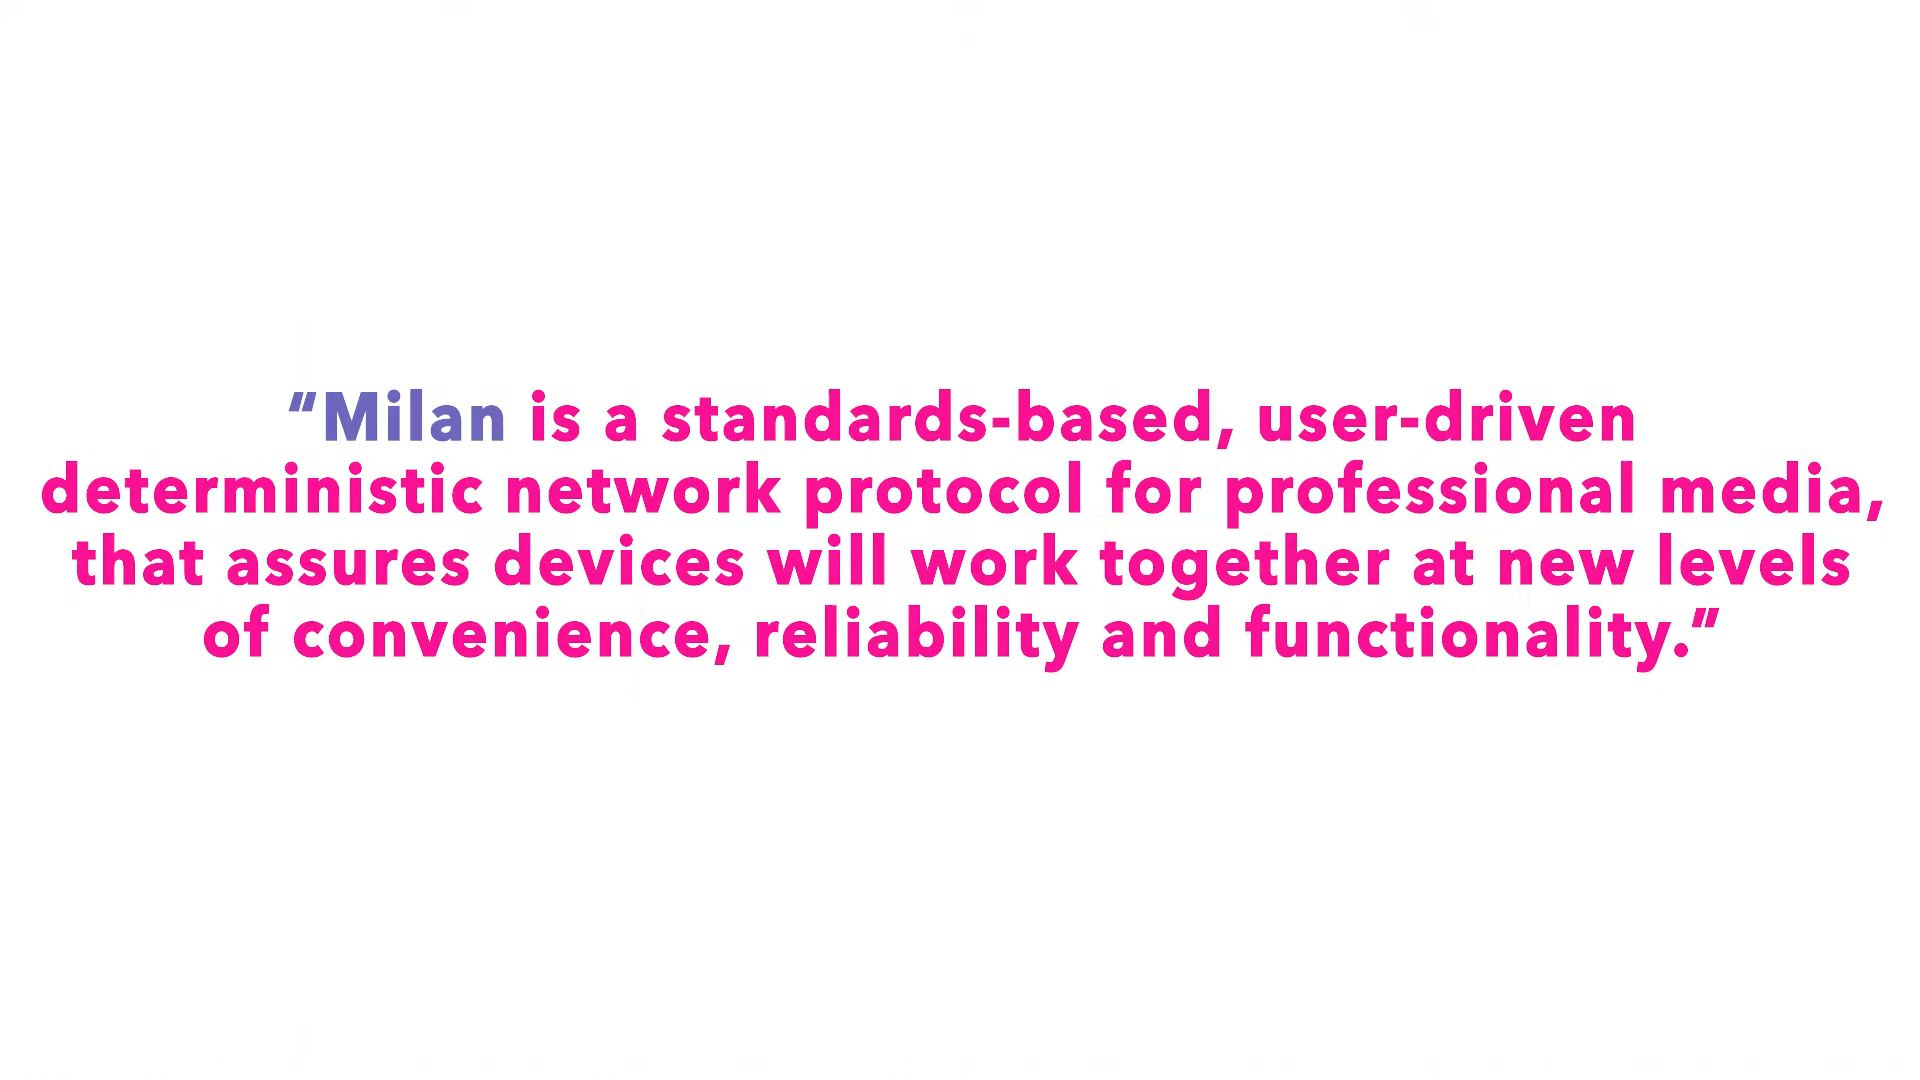 “Milan is a standards-based, user-driven
deterministic network protocol for professional media,
that assures devices will work together at new levels
of convenience, reliability and functionality.”